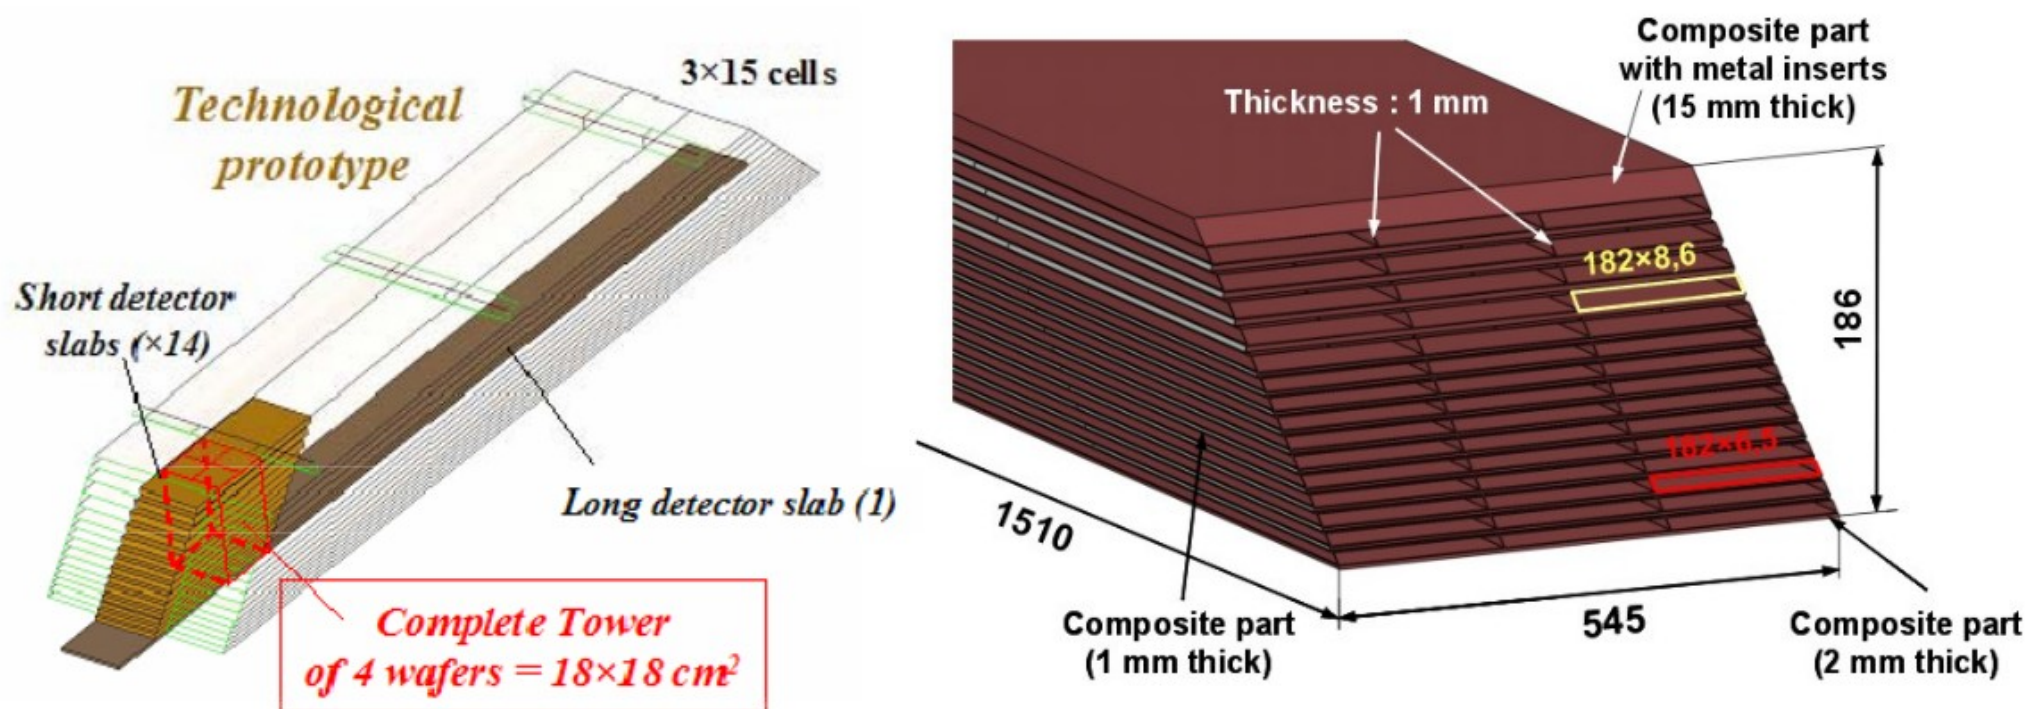 Technological
prototype
3×15 cells
Short detector
slabs (×14)
Long detector slab (1)
Complete Tower
of 4 wafers = 18×18 cm²
Composite part
with metal inserts
(15 mm thick)
Thickness : 1 mm
182×8,6
186
182×6,5
1510
545
Composite part
(1 mm thick)
Composite part
(2 mm thick)